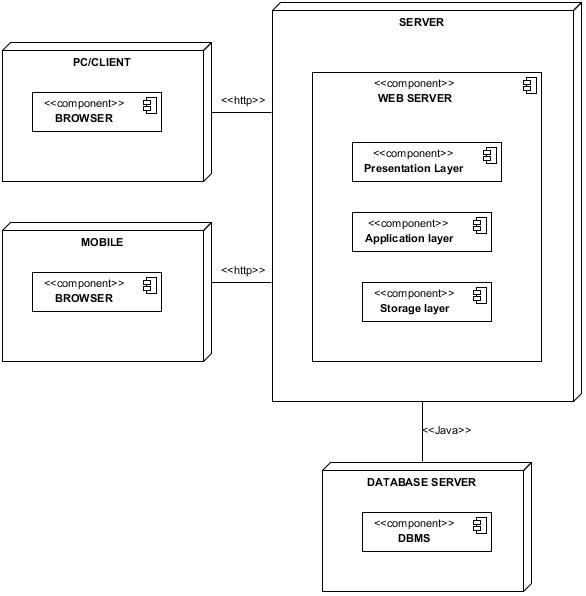 SERVER
PC/CLIENT
<<component>>
BROWSER
<<http>>
<<component>>
WEB SERVER
<<component>>
Presentation Layer
<<component>>
Application layer
<<component>>
Storage layer
MOBILE
<<component>>
BROWSER
<<http>>
<<Java>>
DATABASE SERVER
<<component>>
DBMS